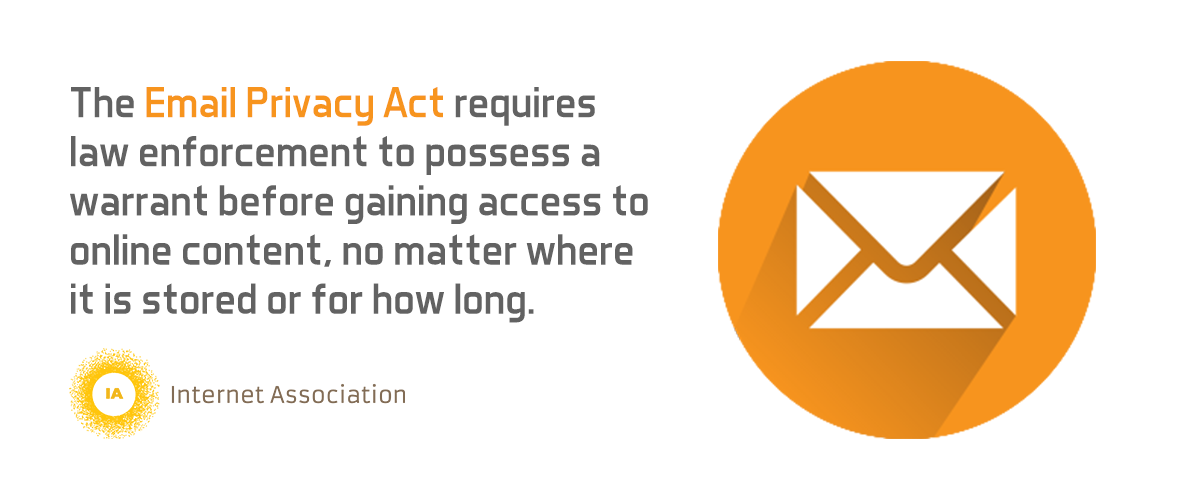 The Email Privacy Act requires
law enforcement to possess a
warrant before gaining access to
online content, no matter where
it is stored or for how long.
IA
Internet Association